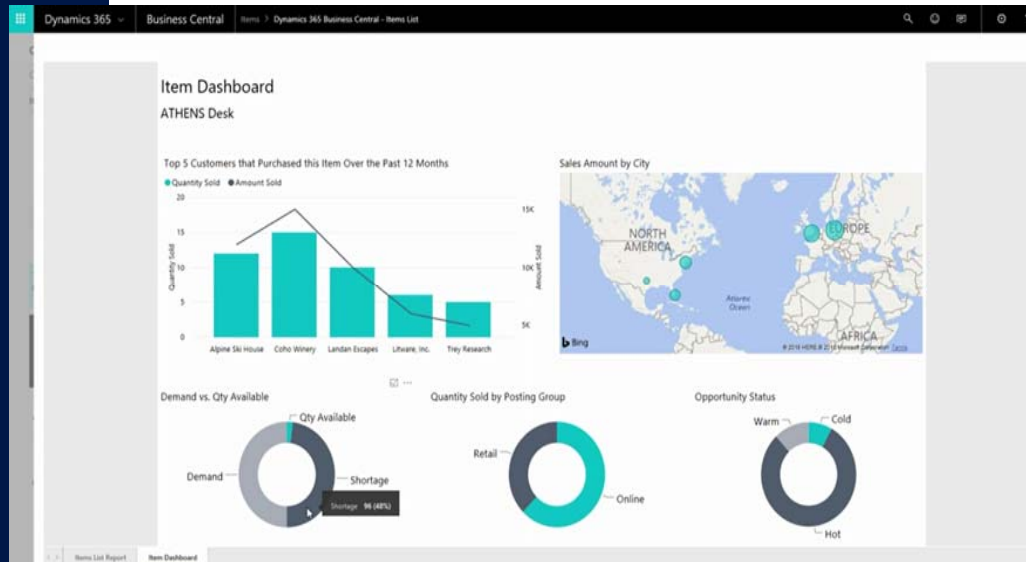 Dynamics 365
Business Central
Items > Dynamics 365 Business Central - Items List
Item Dashboard
ATHENS Desk
Top 5 Customers that Purchased this Item Over the Past 12 Months
Quantity Sold Amount Sold
20
15
10
5
0
Quantity Sold
15K
10K
5K
Amount Sold
Alpine Ski House Coho Winery Landan Escapes Litware, Inc. Trey Research
Sales Amount by City
NORTH
AMERICA
EUROPE
Atlantic
Ocean
AFRICA
Bing
Demand vs. Qty Available
Qty Available
Demand
Shortage
Shortage 96 (48%)
Quantity Sold by Posting Group
Retail
Online
Opportunity Status
Warm
Cold
Hot
Items List Report Item Dashboard